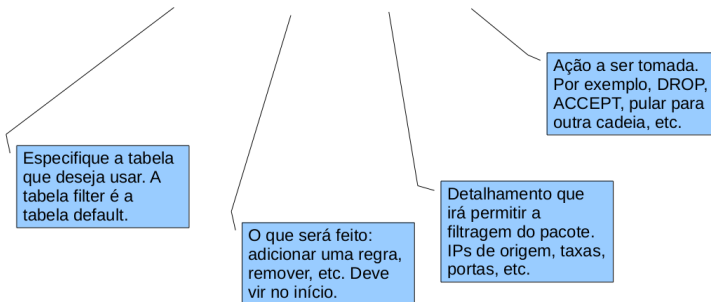 Especifique a tabela
que deseja usar. A
tabela filter é a
tabela default.
O que será feito:
adicionar uma regra,
remover, etc. Deve
vir no início.
Detalhamento que
irá permitir a
filtragem do pacote.
IPs de origem, taxas,
portas, etc.
Ação a ser tomada.
Por exemplo, DROP,
ACCEPT, pular para
outra cadeia, etc.